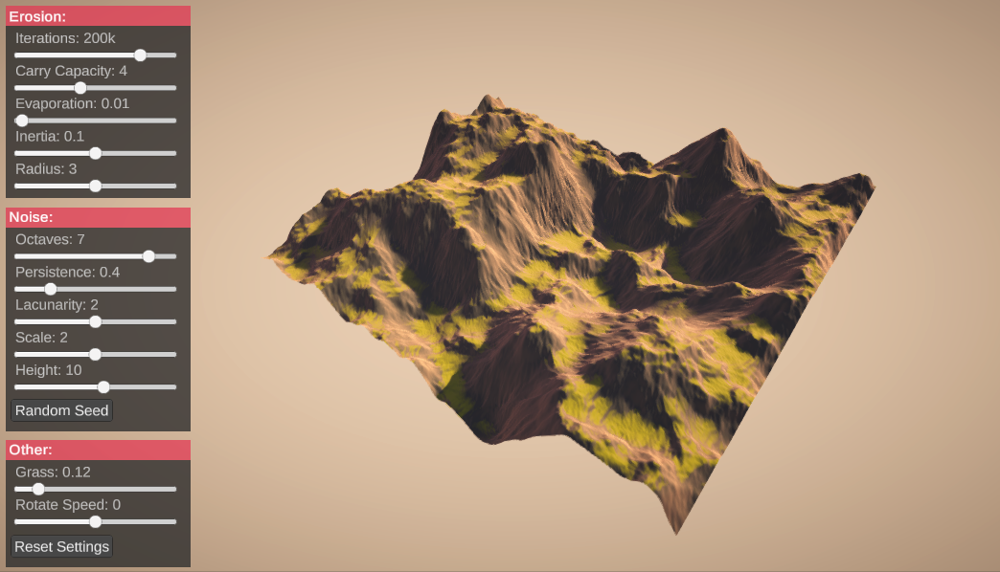 Erosion:
Iterations: 200k
Carry Capacity: 4
Evaporation: 0.01
Inertia: 0.1
Radius: 3
Noise:
Octaves: 7
Persistence: 0.4
Lacunarity: 2
Scale: 2
Height: 10
Random Seed
Other:
Grass: 0.12
Rotate Speed: 0
Reset Settings